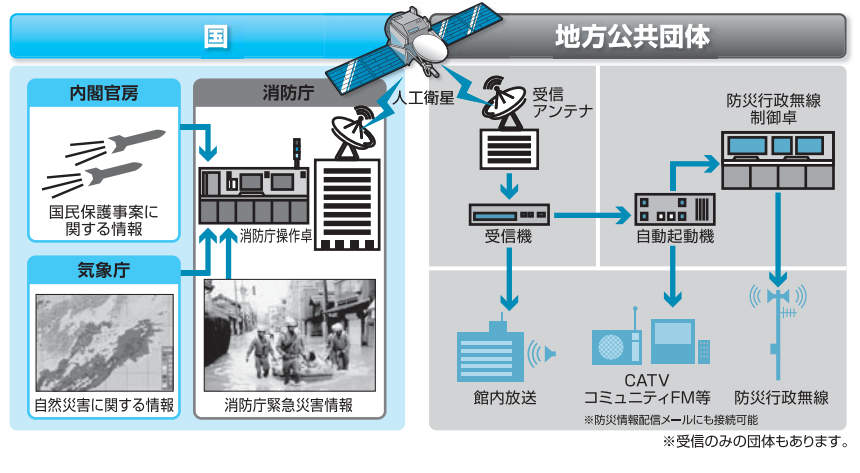 国
地方公共団体
内閣官房
国民保護事案に
関する情報
消防庁
消防庁操作卓
気象庁
自然災害に関する情報
消防庁緊急災害情報
人工衛星
受信
アンテナ
受信機
自動起動機
防災行政無線
制御卓
館内放送
CATV
コミュニティFM等
※防災情報配信メールにも接続可能
防災行政無線
※受信のみの団体もあります。